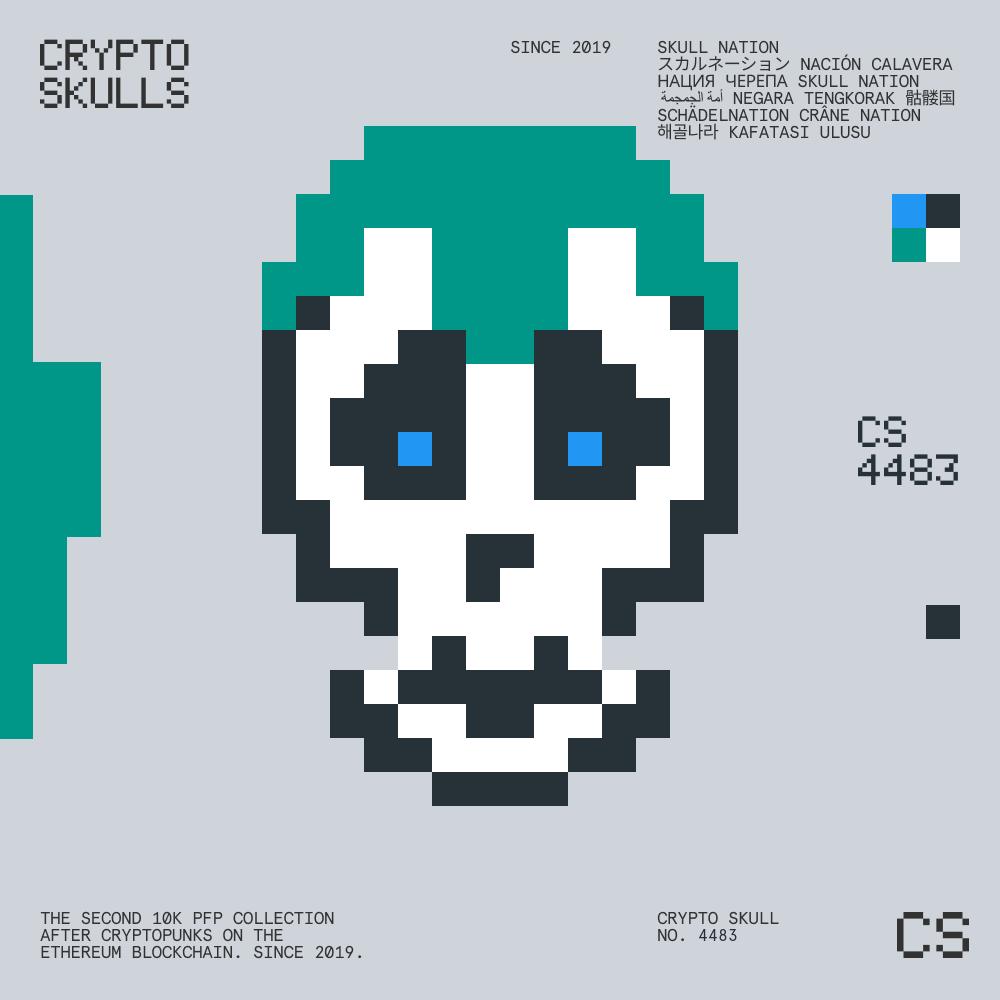 CRYPTO
SKULLS
SINCE 2019
SKULL NATION
スカルネーション NACIÓN CALAVERA
НАЦИЯ ЧЕРЕПА SKULL NATION
أمة الجمجمة NEGARA TENGKORAK 骷髅国
SCHÄDELNATION CRÂNE NATION
해골나라 KAFATASI ULUSU
CS
4483
THE SECOND 10K PFP COLLECTION
AFTER CRYPTOPUNKS ON THE
ETHEREUM BLOCKCHAIN. SINCE 2019.
CRYPTO SKULL
NO. 4483
CS